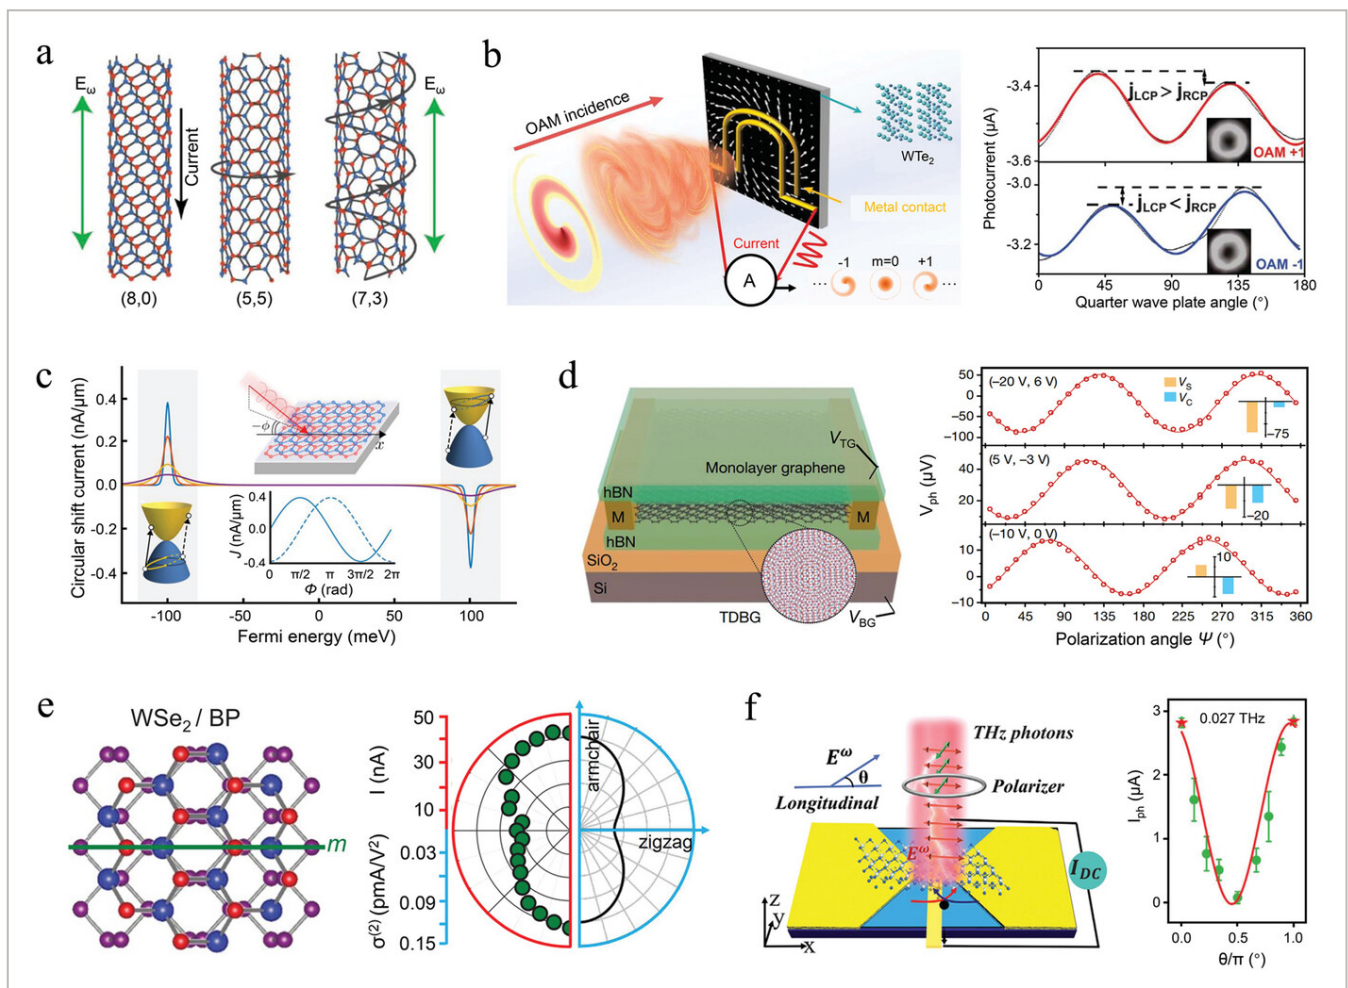 a
E_ω
Current
E_ω
(8,0)
(5,5)
(7,3)
b
OAM incidence
WTe₂
Metal contact
Current
A
-1
m=0
+1
...
...
Photocurrent (μA)
-3.4
-3.6
-3.0
-3.2
j_LCP > j_RCP
OAM +1
j_LCP < j_RCP
OAM -1
0
45
90
135
180
Quarter wave plate angle (°)
c
Circular shift current (nA/μm)
0.4
0.2
0.0
-0.2
-0.4
-ϕ
x
J (nA/μm)
0.4
0.0
-0.4
0
π/2
π
3π/2
2π
Φ (rad)
-100
-50
0
50
100
Fermi energy (meV)
d
V_TG
Monolayer graphene
hBN
M
M
hBN
SiO₂
Si
TDBG
V_BG
V_ph (μV)
50
0
−50
−100
(−20 V, 6 V)
V_S
V_C
−75
40
20
(5 V, −3 V)
−20
10
0
−10
(−10 V, 0 V)
10
0
45
90
135
180
225
270
315
360
Polarization angle Ψ (°)
e
WSe₂ / BP
m
50
30
10
I (nA)
0.03
0.09
0.15
σ⁽²⁾ (pmA/V²)
armchair
zigzag
f
E^ω
θ
Longitudinal
THz photons
Polarizer
E^ω
I_DC
z
y
x
I_ph (μA)
3
2
1
0
0.027 THz
0.0
0.5
1.0
θ/π (°)